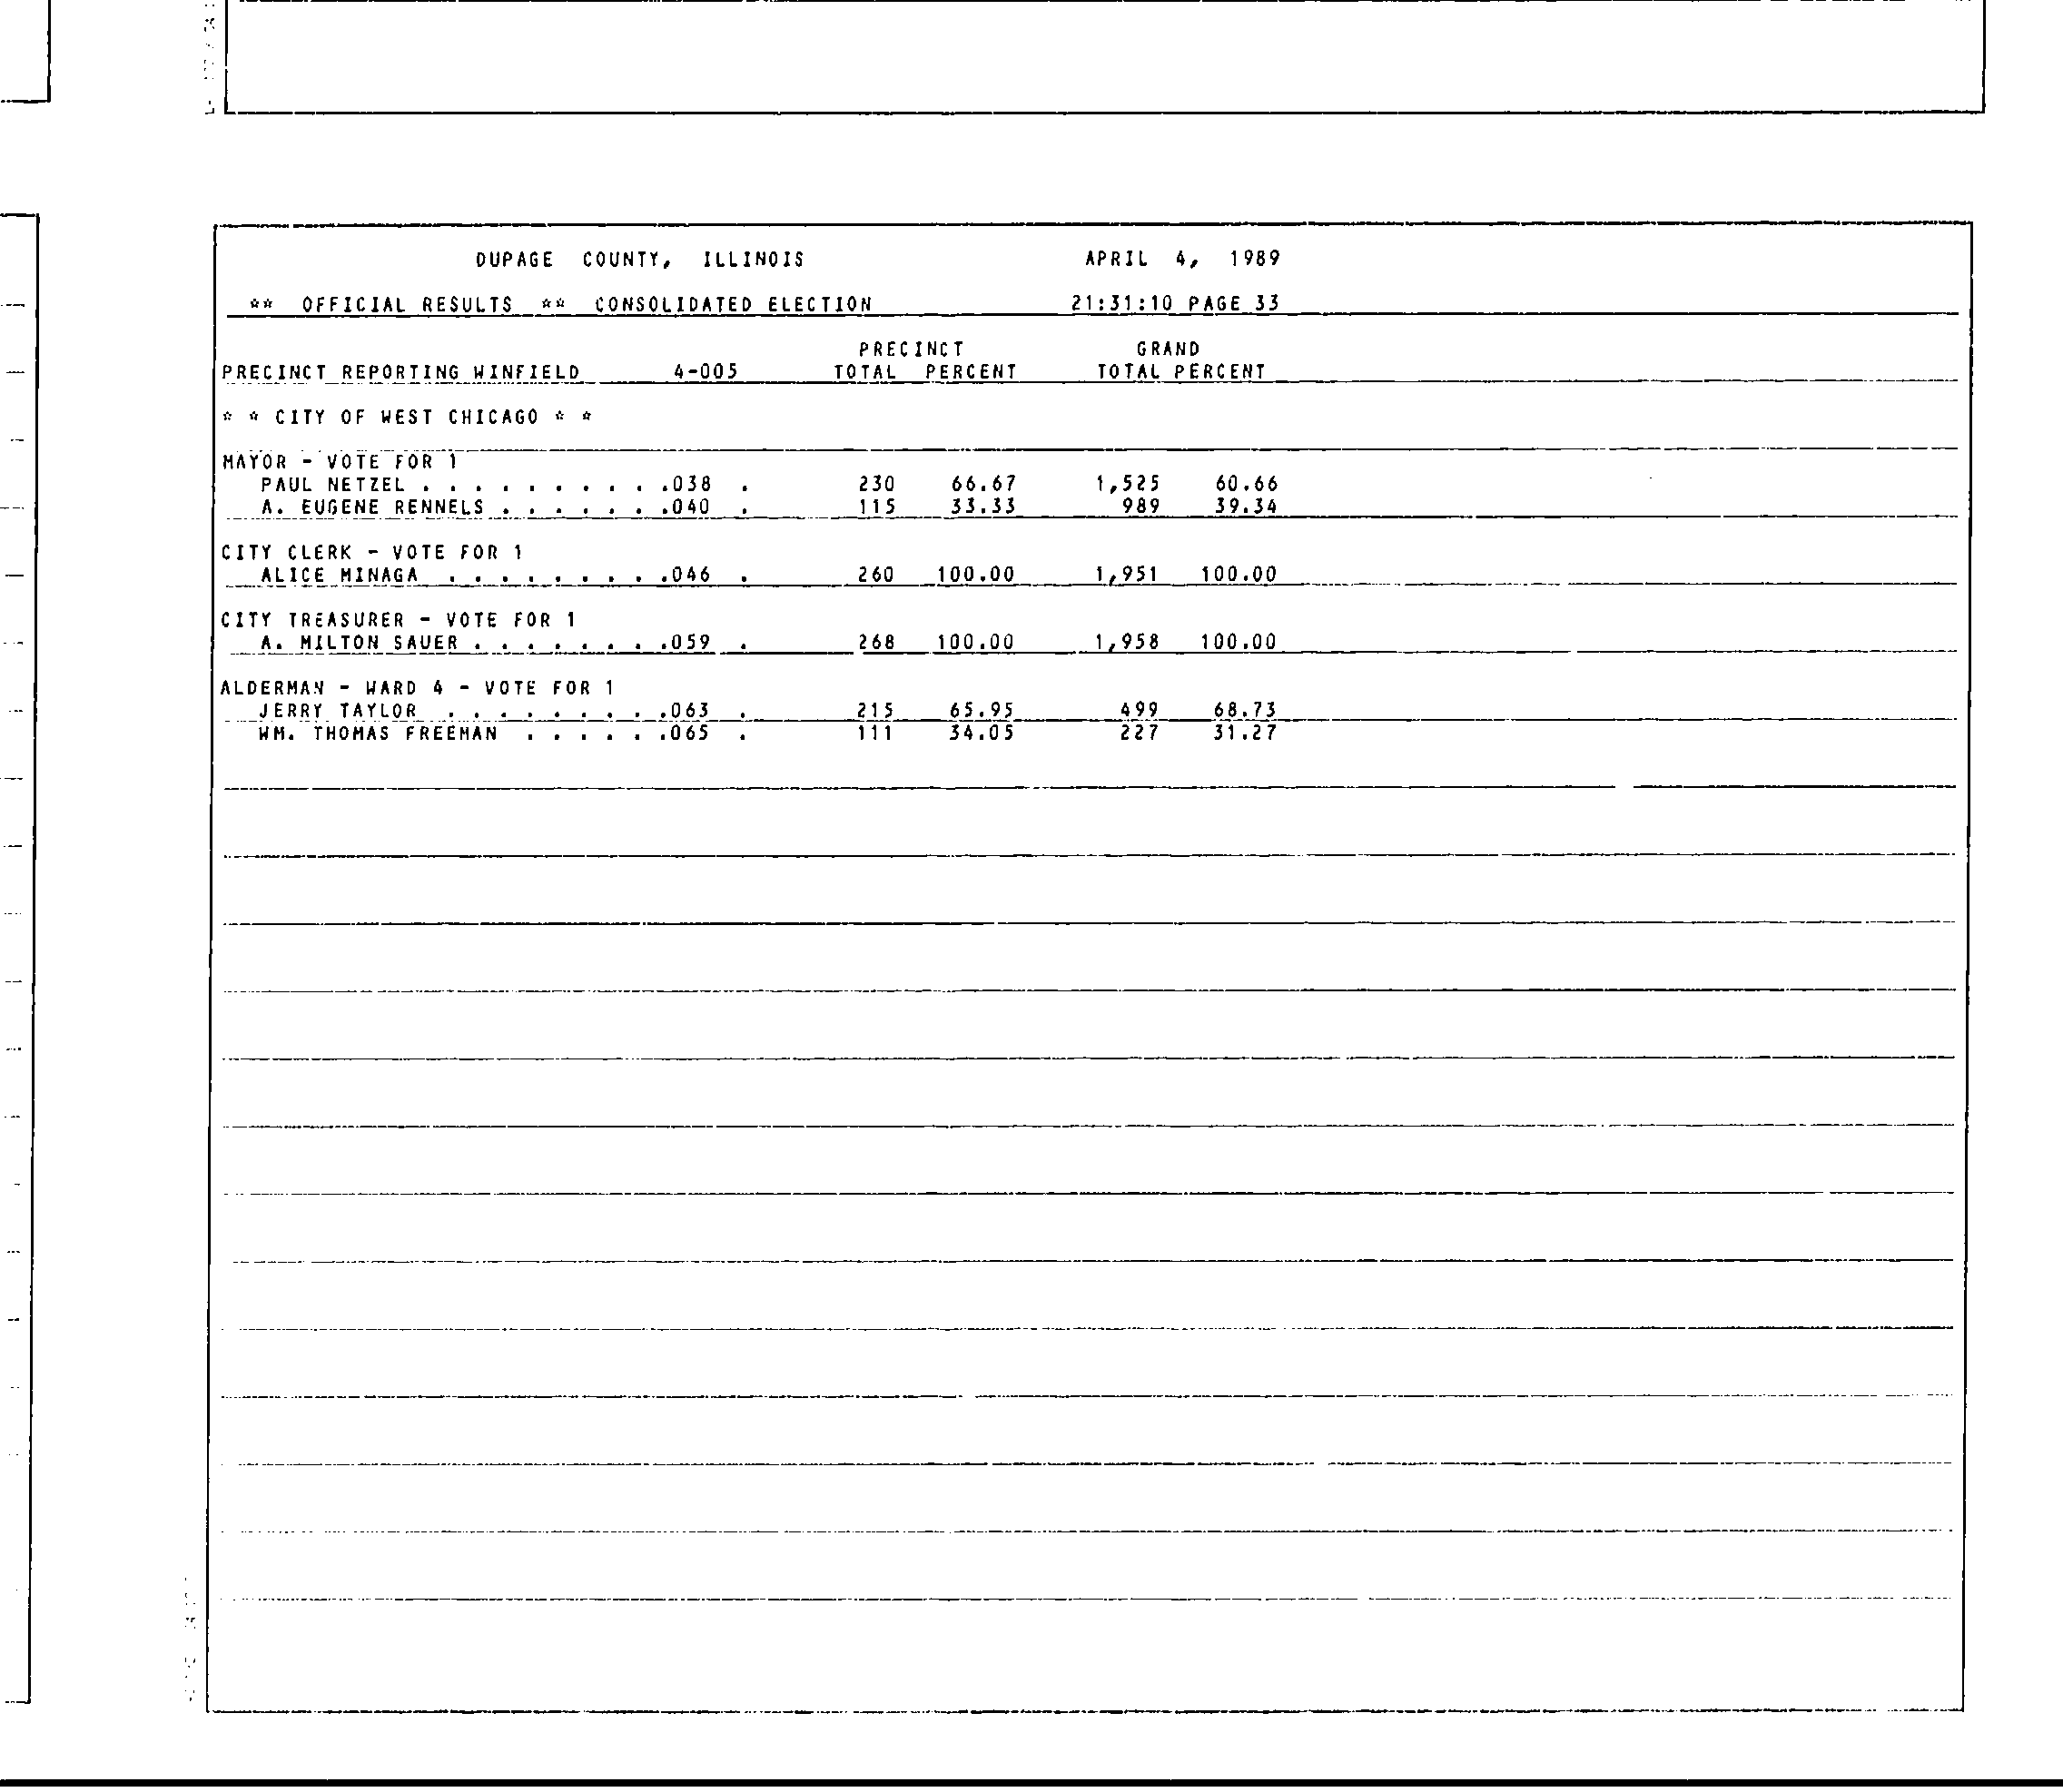 DUPAGE COUNTY, ILLINOIS APRIL 4, 1989
** OFFICIAL RESULTS ** CONSOLIDATED ELECTION 21:31:10 PAGE 33
PRECINCT GRAND
PRECINCT REPORTING WINFIELD 4-005 TOTAL PERCENT TOTAL PERCENT
* * CITY OF WEST CHICAGO * *
MAYOR - VOTE FOR 1
PAUL NETZEL . . . . . . . . . .038 . 230 66.67 1,525 60.66
A. EUGENE RENNELS . . . . . . .040 . 115 33.33 989 39.34
CITY CLERK - VOTE FOR 1
ALICE MINAGA . . . . . . . . .046 . 260 100.00 1,951 100.00
CITY TREASURER - VOTE FOR 1
A. MILTON SAUER . . . . . . . .059 . 268 100.00 1,958 100.00
ALDERMAN - WARD 4 - VOTE FOR 1
JERRY TAYLOR . . . . . . . . .063 . 215 65.95 499 68.73
WM. THOMAS FREEMAN . . . . . .065 . 111 34.05 227 31.27